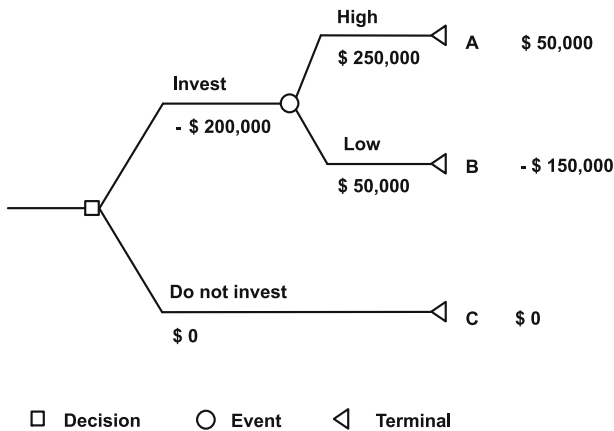 High
$ 250,000
A $ 50,000
Invest
- $ 200,000
Low
$ 50,000
B - $ 150,000
Do not invest
$ 0
C $ 0
Decision Event Terminal